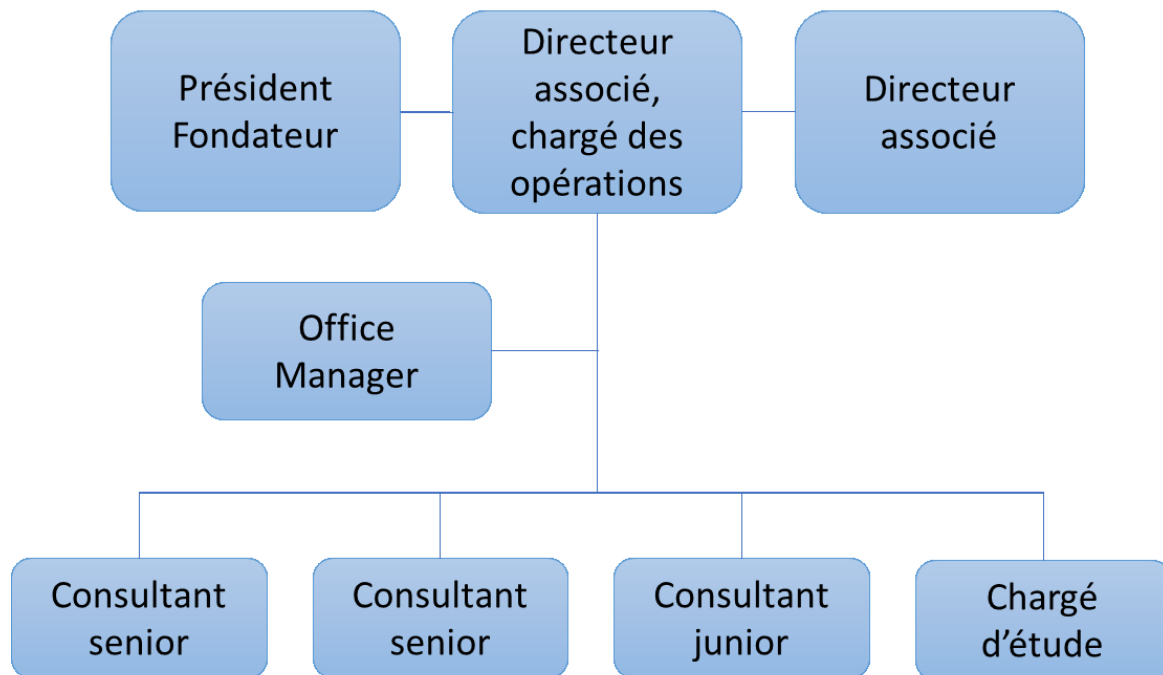 Président
Fondateur
Directeur
associé,
chargé des
opérations
Directeur
associé
Office
Manager
Consultant
senior
Consultant
senior
Consultant
junior
Chargé
d’étude